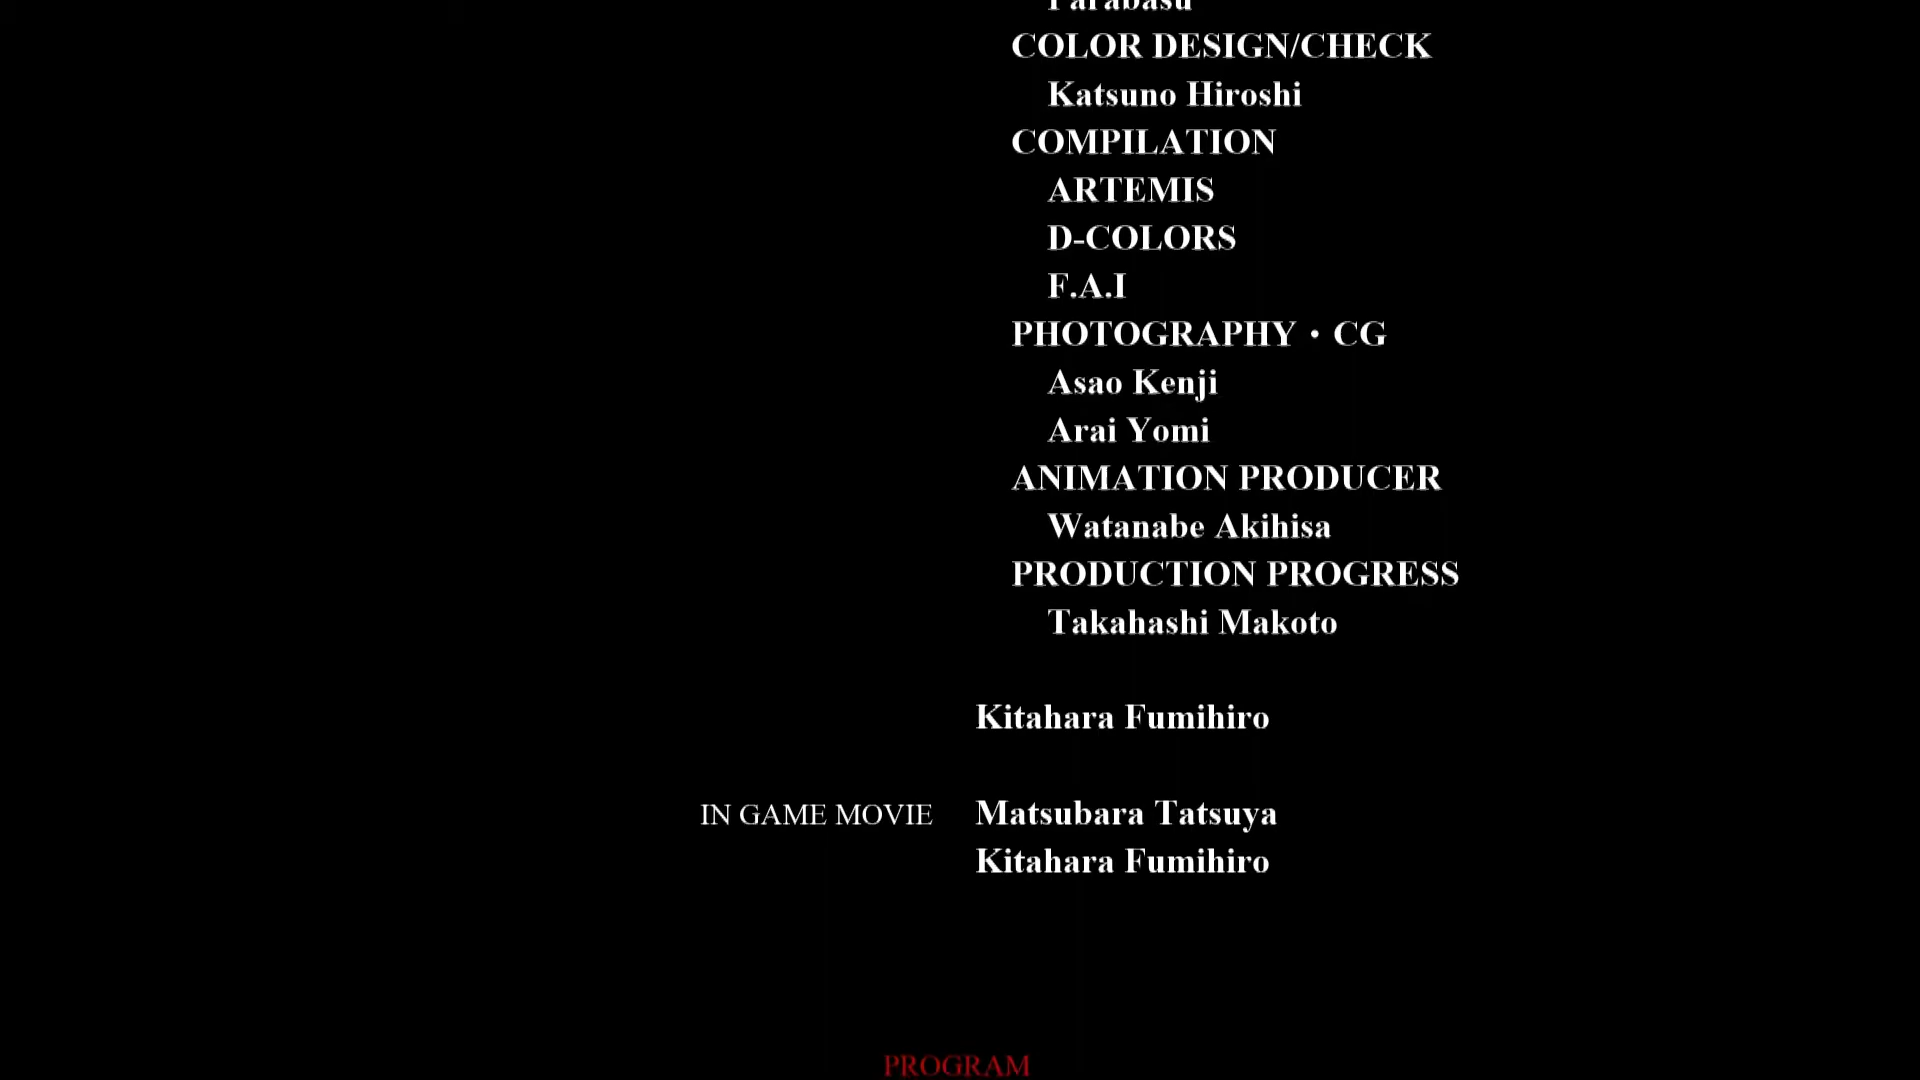 Parabasu
COLOR DESIGN/CHECK
Katsuno Hiroshi
COMPILATION
ARTEMIS
D-COLORS
F.A.I
PHOTOGRAPHY・CG
Asao Kenji
Arai Yomi
ANIMATION PRODUCER
Watanabe Akihisa
PRODUCTION PROGRESS
Takahashi Makoto
Kitahara Fumihiro
IN GAME MOVIE Matsubara Tatsuya
Kitahara Fumihiro
PROGRAM